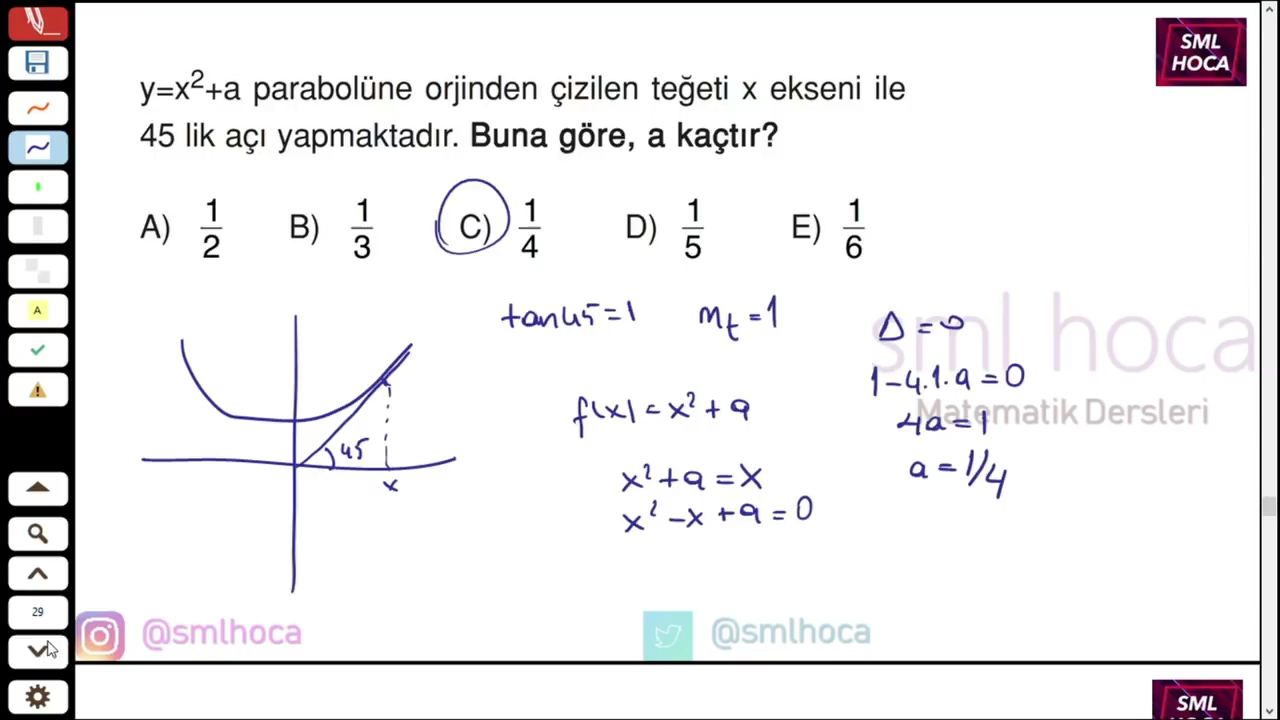 SML
HOCA
y=x²+a parabolüne orjinden çizilen teğeti x ekseni ile
45 lik açı yapmaktadır. Buna göre, a kaçtır?
A) 1/2 B) 1/3 C) 1/4 D) 1/5 E) 1/6
tan45=1 mt=1 Δ=0
sml hoca
1-4.1.a=0
f(x)=x²+a
Matematik Dersleri
4a=1
45
x²+a=x
a=1/4
x
x²-x+a=0
A
29
@smlhoca @smlhoca
SML